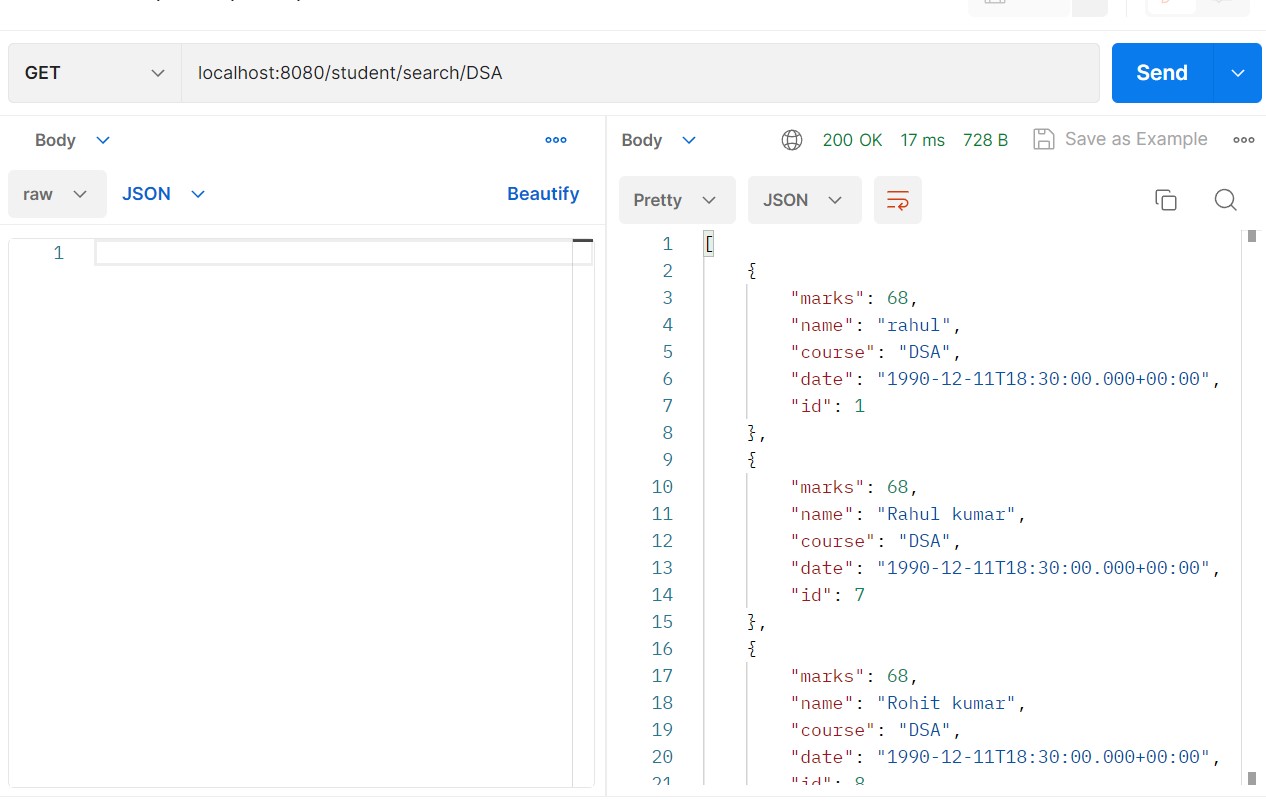 GET localhost:8080/student/search/DSA Send
Body
raw JSON Beautify
1
Body 200 OK 17 ms 728 B Save as Example
Pretty JSON
1 [
2 {
3 "marks": 68,
4 "name": "rahul",
5 "course": "DSA",
6 "date": "1990-12-11T18:30:00.000+00:00",
7 "id": 1
8 },
9 {
10 "marks": 68,
11 "name": "Rahul kumar",
12 "course": "DSA",
13 "date": "1990-12-11T18:30:00.000+00:00",
14 "id": 7
15 },
16 {
17 "marks": 68,
18 "name": "Rohit kumar",
19 "course": "DSA",
20 "date": "1990-12-11T18:30:00.000+00:00",
21 "id": 8